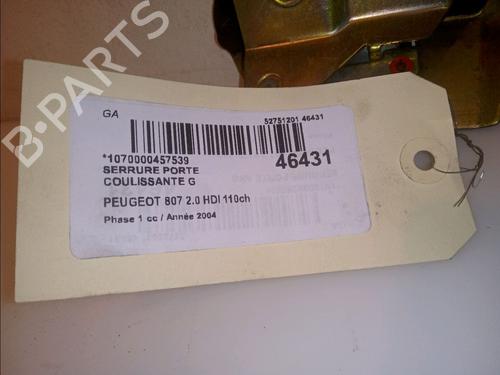 B-PARTS
GA
52751201 46431
*1070000457539
46431
SERRURE PORTE
COULISSANTE G
PEUGEOT 807 2.0 HDI 110ch
Phase 1 cc / Année 2004